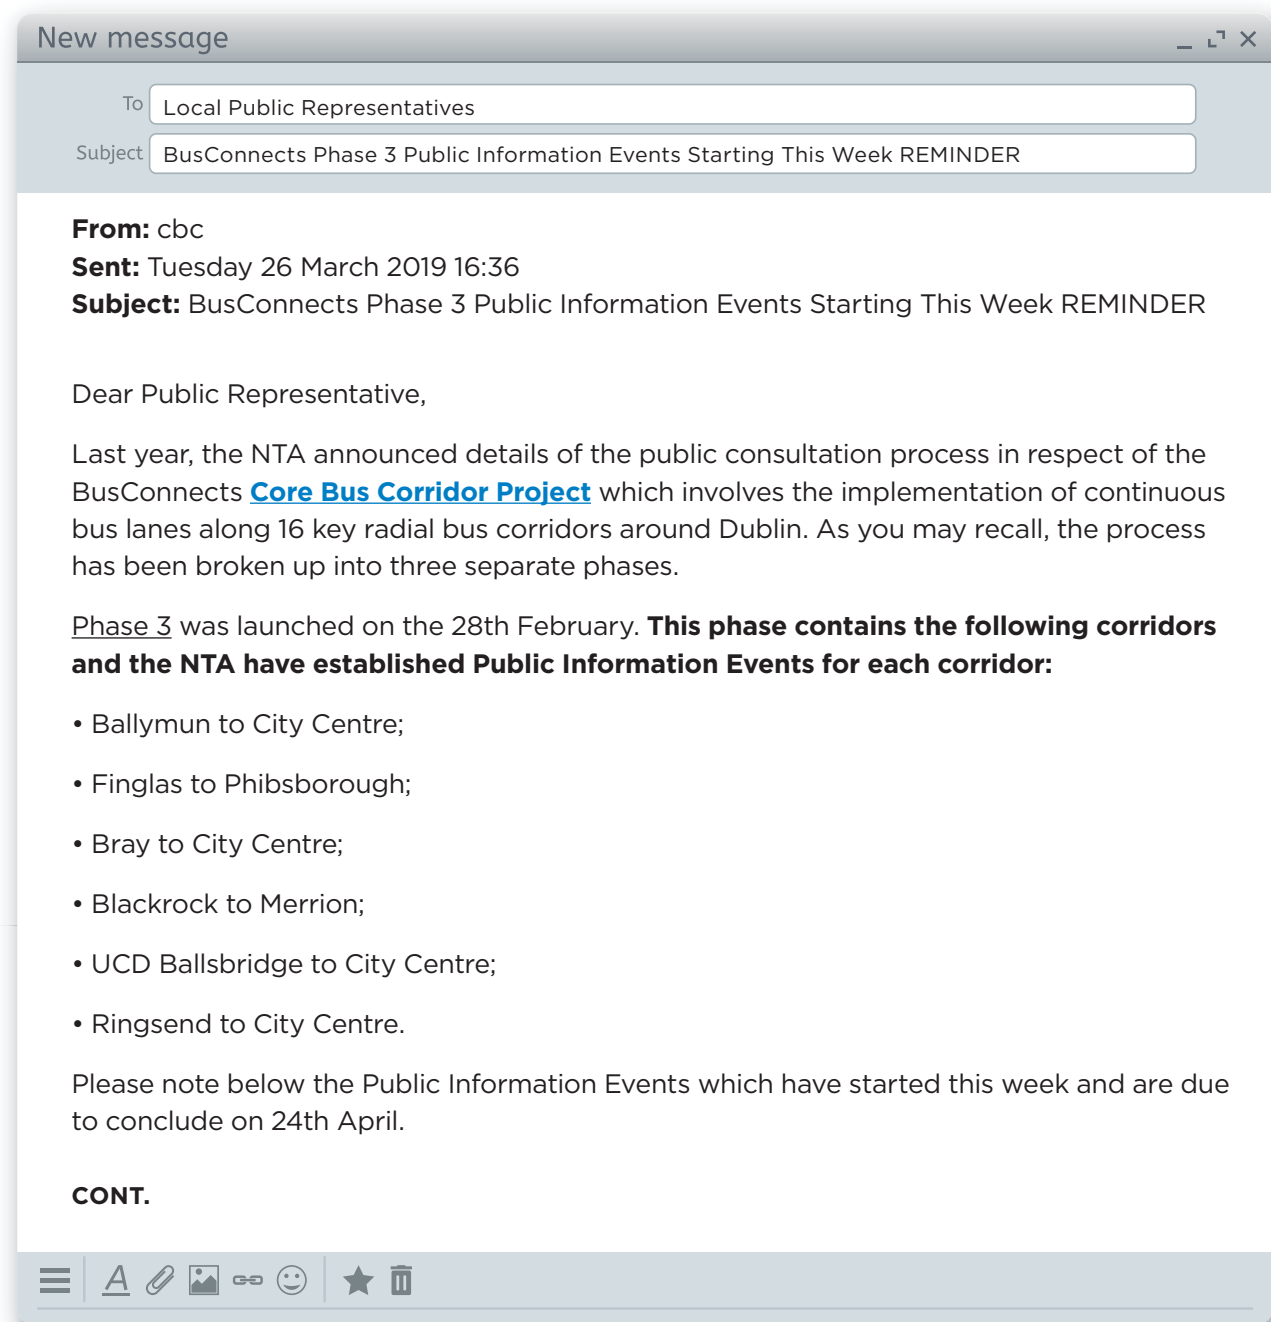 New message
To Local Public Representatives
Subject BusConnects Phase 3 Public Information Events Starting This Week REMINDER
From: cbc
Sent: Tuesday 26 March 2019 16:36
Subject: BusConnects Phase 3 Public Information Events Starting This Week REMINDER
Dear Public Representative,
Last year, the NTA announced details of the public consultation process in respect of the
BusConnects Core Bus Corridor Project which involves the implementation of continuous
bus lanes along 16 key radial bus corridors around Dublin. As you may recall, the process
has been broken up into three separate phases.
Phase 3 was launched on the 28th February. This phase contains the following corridors
and the NTA have established Public Information Events for each corridor:
• Ballymun to City Centre;
• Finglas to Phibsborough;
• Bray to City Centre;
• Blackrock to Merrion;
• UCD Ballsbridge to City Centre;
• Ringsend to City Centre.
Please note below the Public Information Events which have started this week and are due
to conclude on 24th April.
CONT.
A